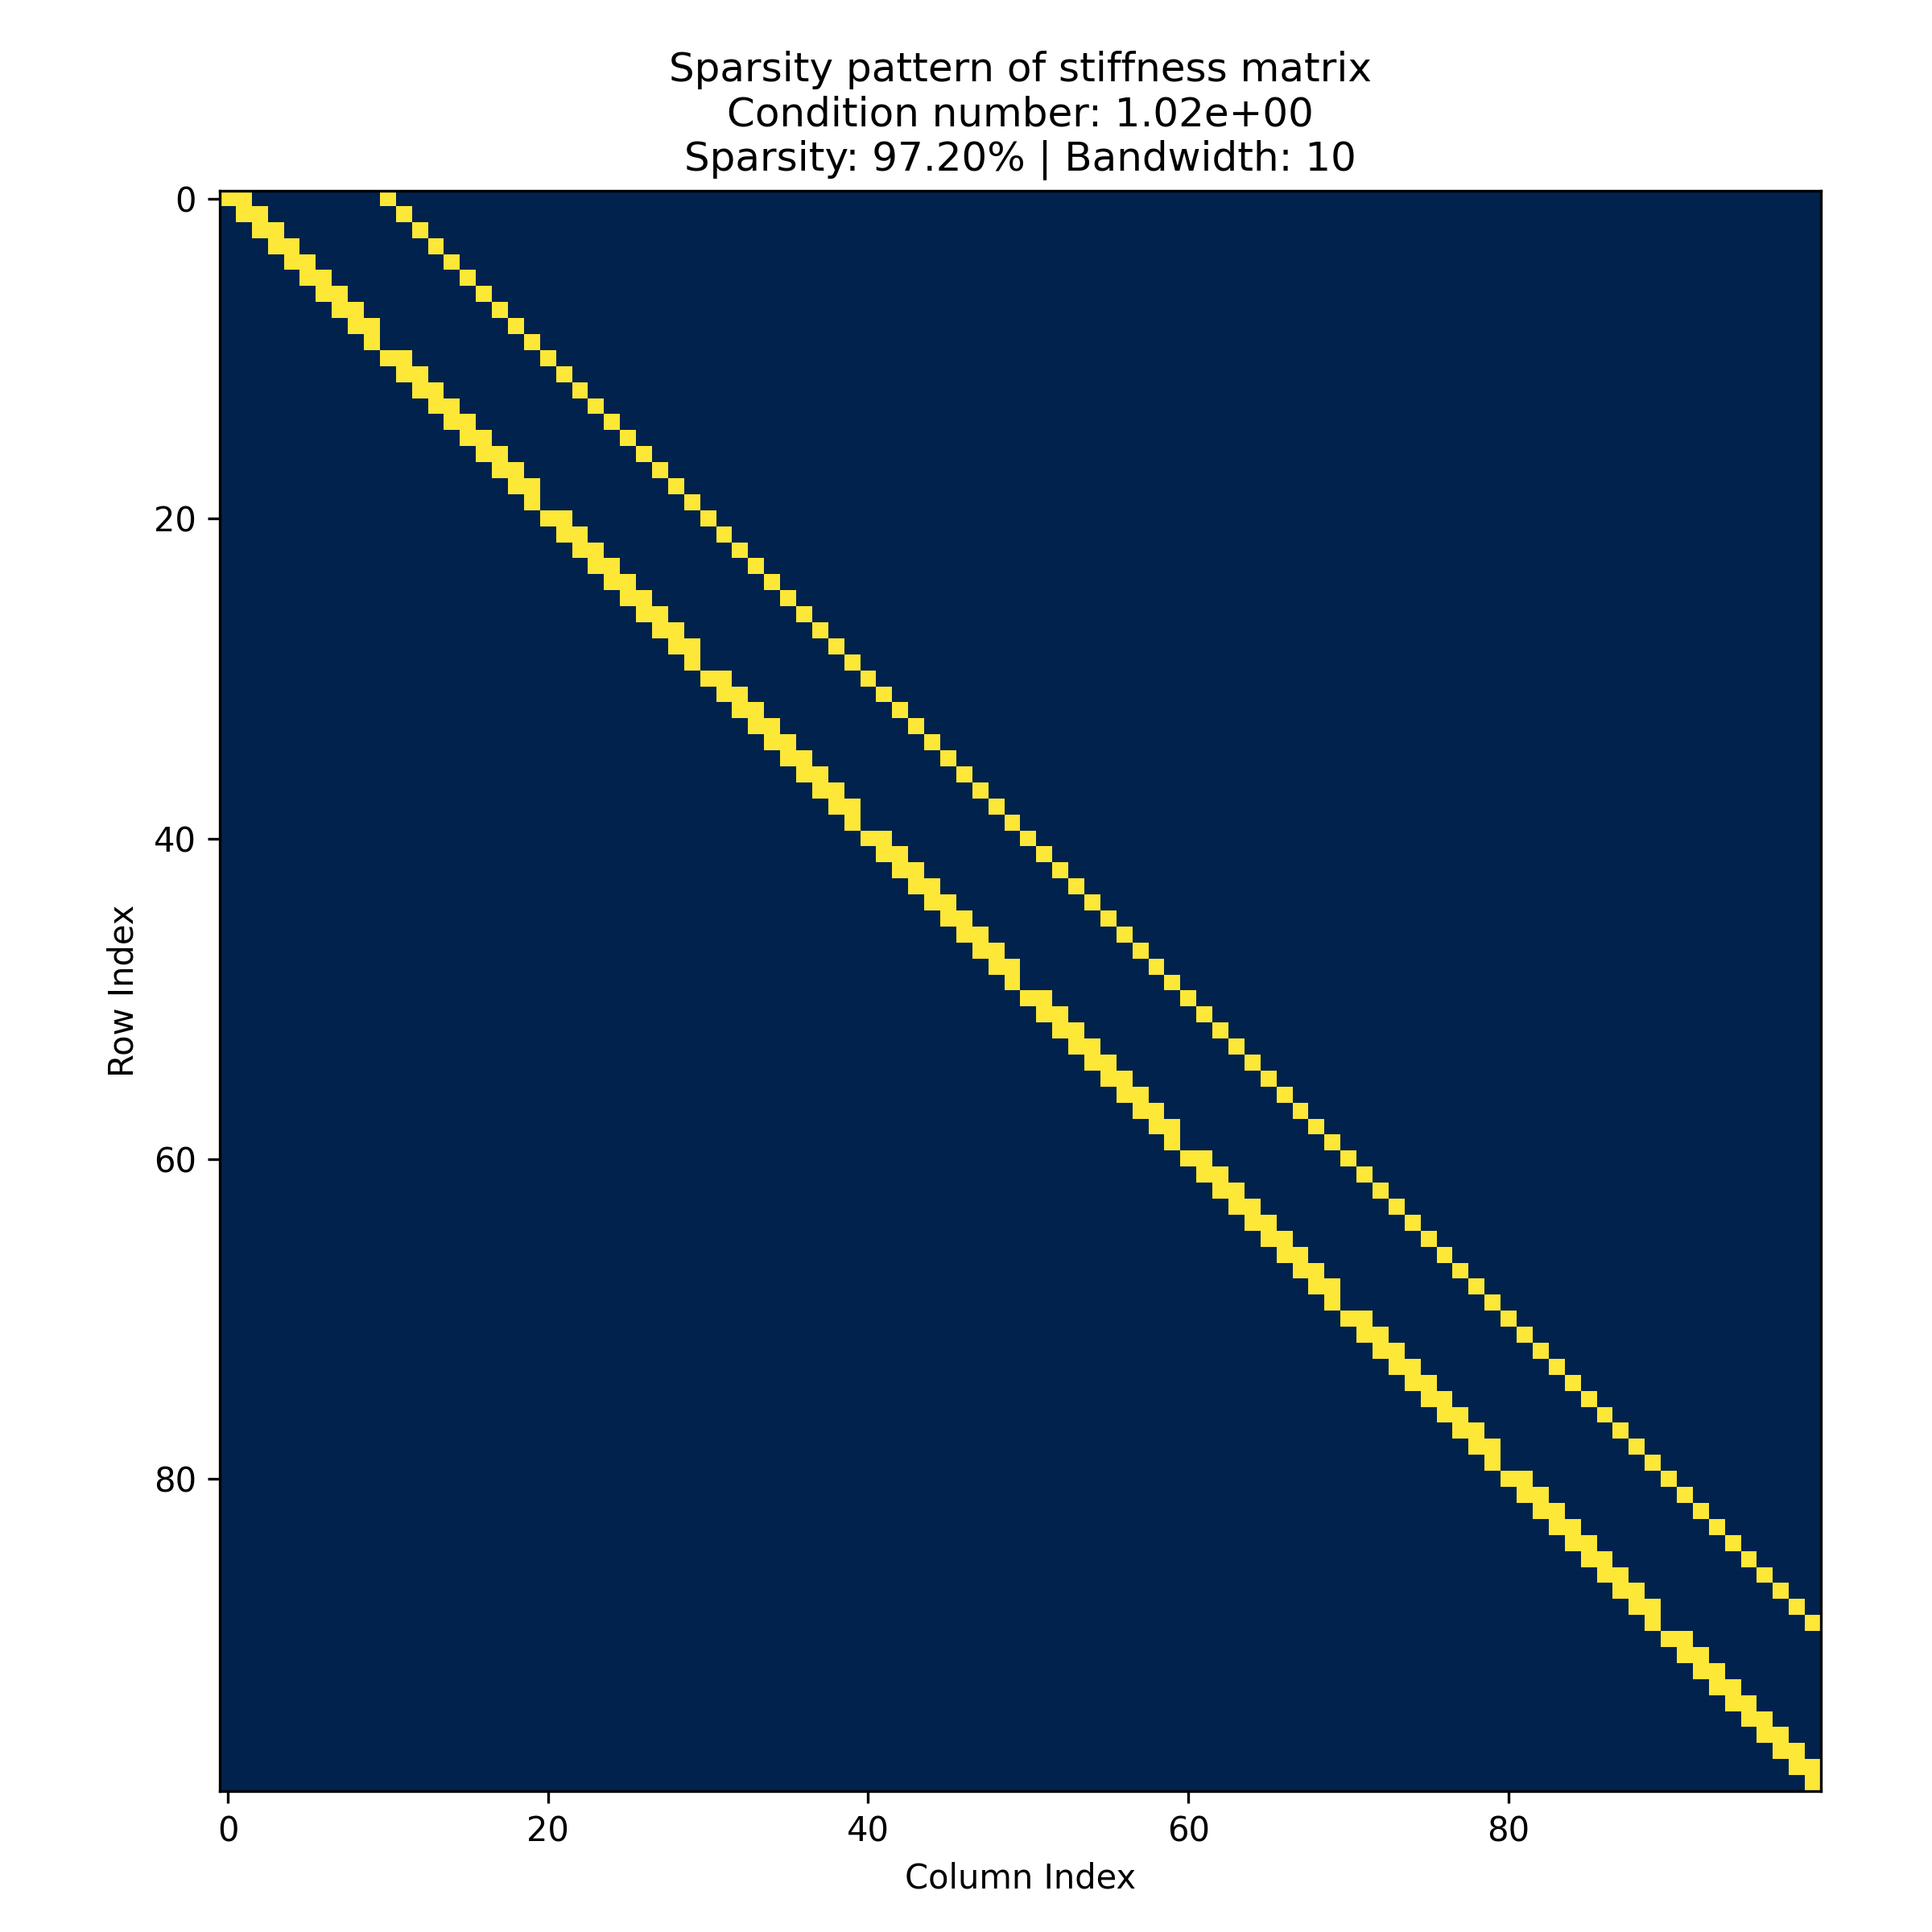 Sparsity pattern of stiffness matrix
Condition number: 1.02e+00
Sparsity: 97.20% | Bandwidth: 10
0
20
40
60
80
Row Index
0
20
40
60
80
Column Index